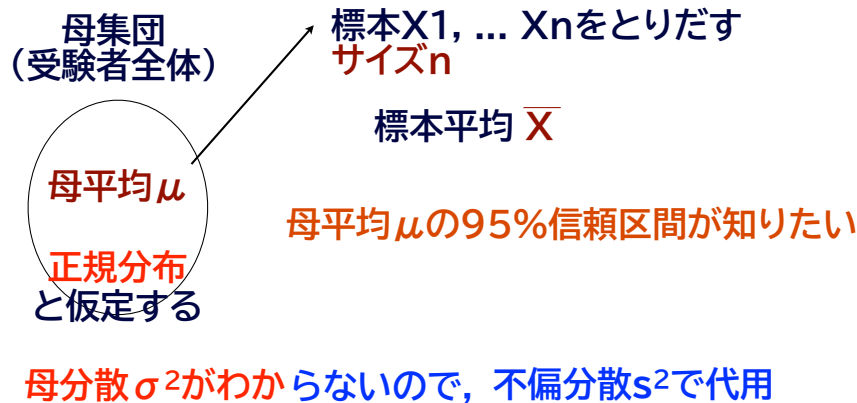 母集団
（受験者全体）
標本X1, ... Xnをとりだす
サイズn
標本平均 X̅
母平均μ
母平均μの95%信頼区間が知りたい
正規分布
と仮定する
母分散σ²がわからないので，不偏分散s²で代用